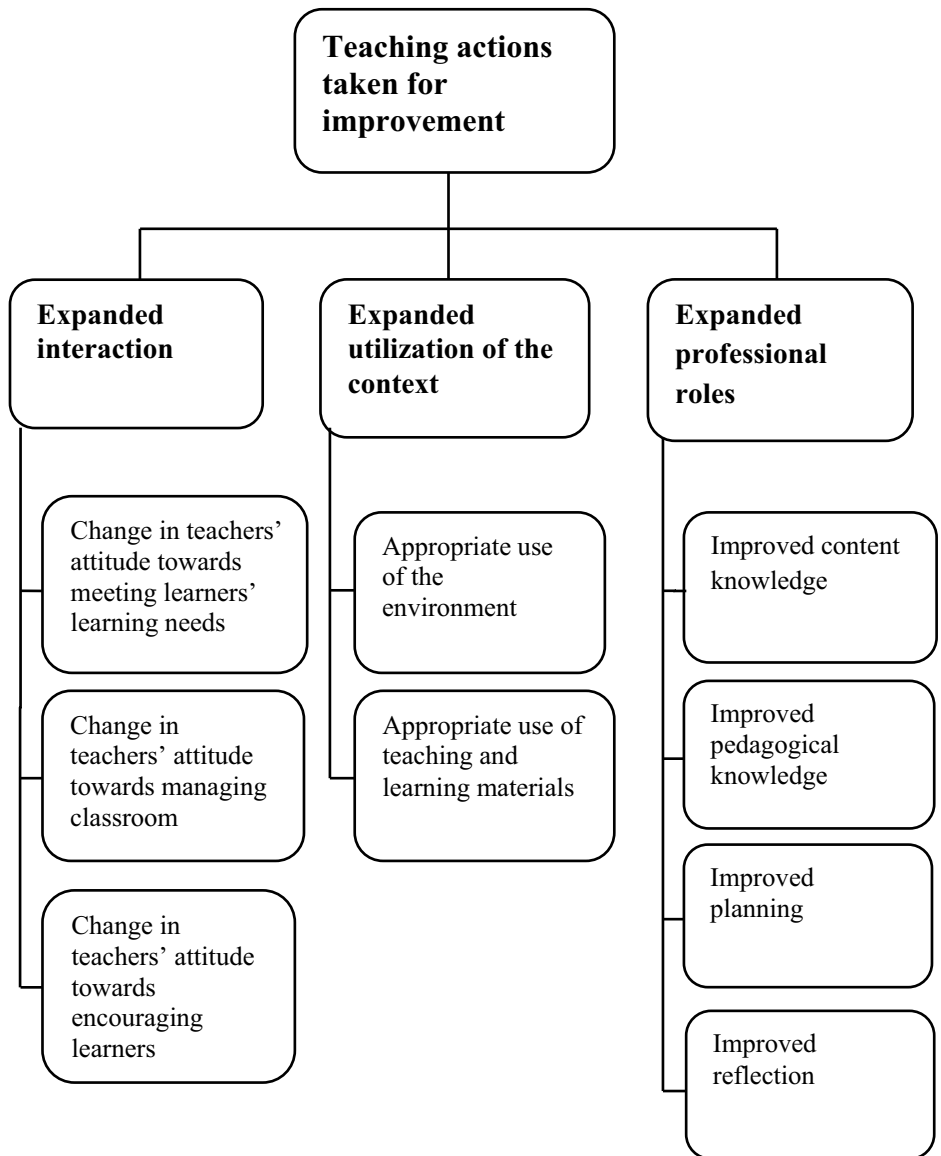 Teaching actions
taken for
improvement
Expanded
interaction
Expanded
utilization of the
context
Expanded
professional
roles
Change in teachers’
attitude towards
meeting learners’
learning needs
Change in
teachers’ attitude
towards managing
classroom
Change in
teachers’ attitude
towards
encouraging
learners
Appropriate use
of the
environment
Appropriate use of
teaching and
learning materials
Improved content
knowledge
Improved
pedagogical
knowledge
Improved
planning
Improved
reflection